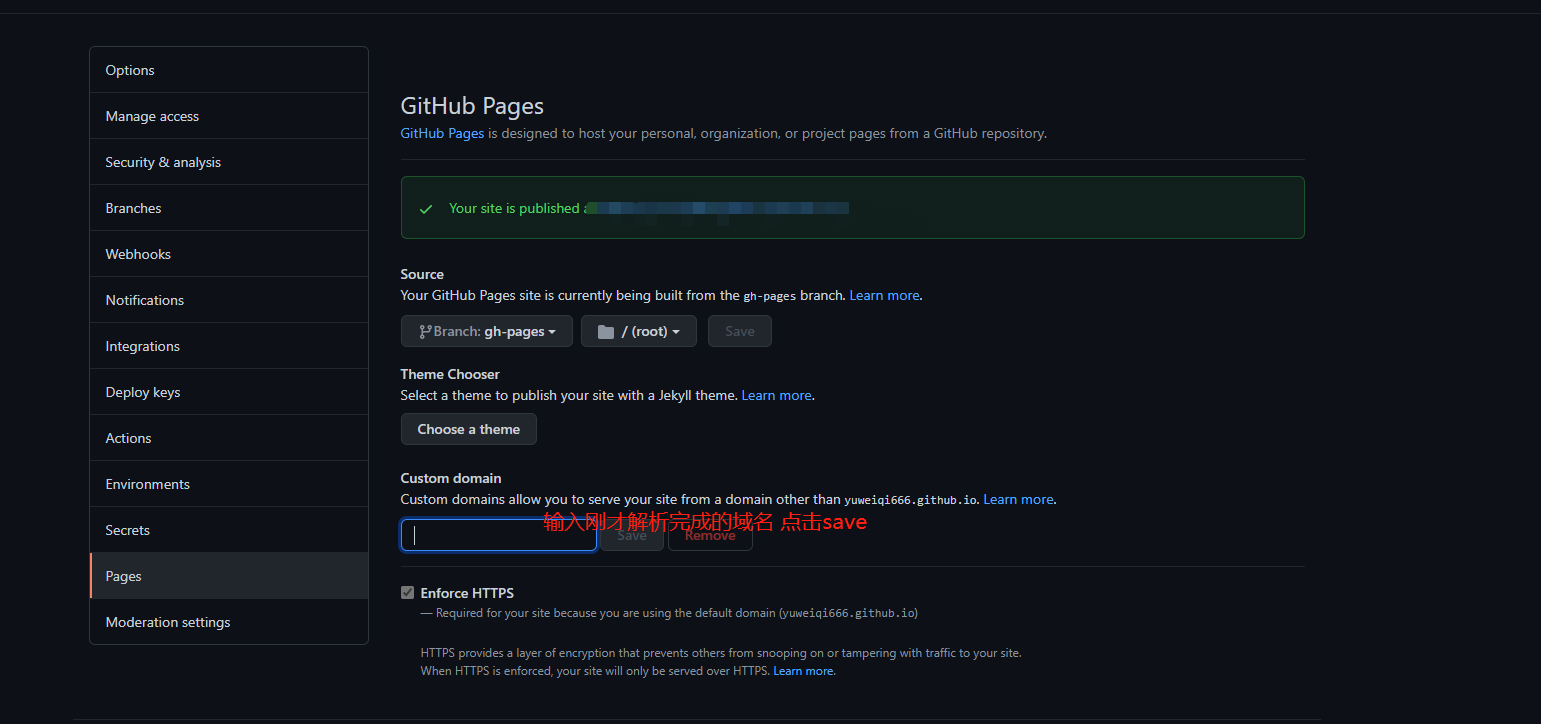 Options
Manage access
Security & analysis
Branches
Webhooks
Notifications
Integrations
Deploy keys
Actions
Environments
Secrets
Pages
Moderation settings
GitHub Pages
GitHub Pages is designed to host your personal, organization, or project pages from a GitHub repository.
Your site is published
Source
Your GitHub Pages site is currently being built from the gh-pages branch. Learn more.
Branch: gh-pages / (root) Save
Theme Chooser
Select a theme to publish your site with a Jekyll theme. Learn more.
Choose a theme
Custom domain
Custom domains allow you to serve your site from a domain other than yuweiqi666.github.io. Learn more.
输入刚才解析完成的域名 点击save
Save Remove
Enforce HTTPS
— Required for your site because you are using the default domain (yuweiqi666.github.io)
HTTPS provides a layer of encryption that prevents others from snooping on or tampering with traffic to your site.
When HTTPS is enforced, your site will only be served over HTTPS. Learn more.